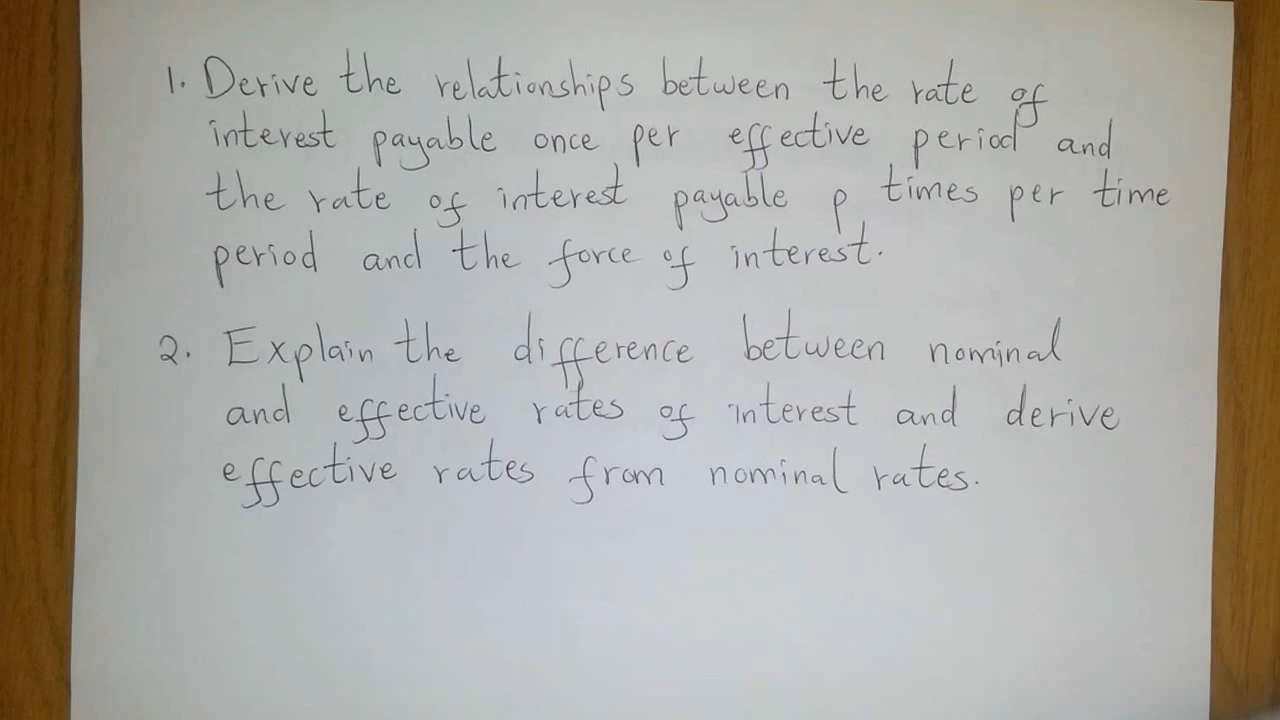 1. Derive the relationships between the rate of
interest payable once per effective period and
the rate of interest payable p times per time
period and the force of interest.
2. Explain the difference between nominal
and effective rates of interest and derive
effective rates from nominal rates.